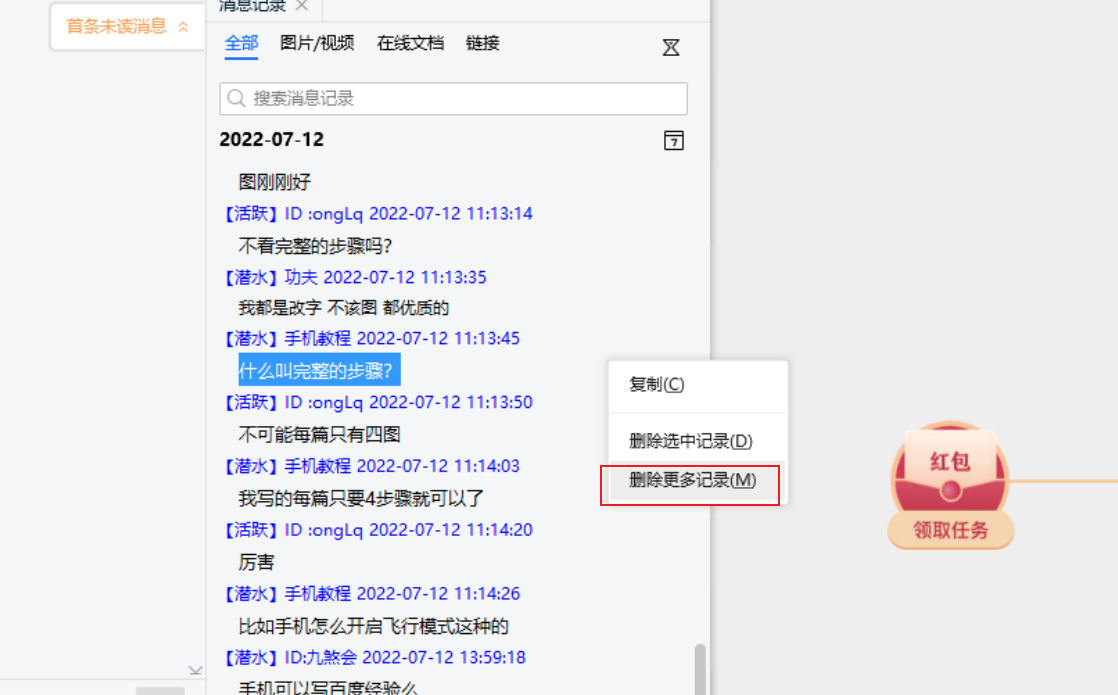 消息记录
首条未读消息
全部 图片/视频 在线文档 链接
搜索消息记录
2022-07-12
7
图刚刚好
【活跃】ID :ongLq 2022-07-12 11:13:14
不看完整的步骤吗?
【潜水】功夫 2022-07-12 11:13:35
我都是改字 不该图 都优质的
【潜水】手机教程 2022-07-12 11:13:45
什么叫完整的步骤?
复制(C)
【活跃】ID :ongLq 2022-07-12 11:13:50
不可能每篇只有四图
删除选中记录(D)
【潜水】手机教程 2022-07-12 11:14:03
删除更多记录(M)
红包
我写的每篇只要4步骤就可以了
【活跃】ID :ongLq 2022-07-12 11:14:20
领取任务
厉害
【潜水】手机教程 2022-07-12 11:14:26
比如手机怎么开启飞行模式这种的
【潜水】ID:九煞会 2022-07-12 13:59:18
手机可以写百度经验么